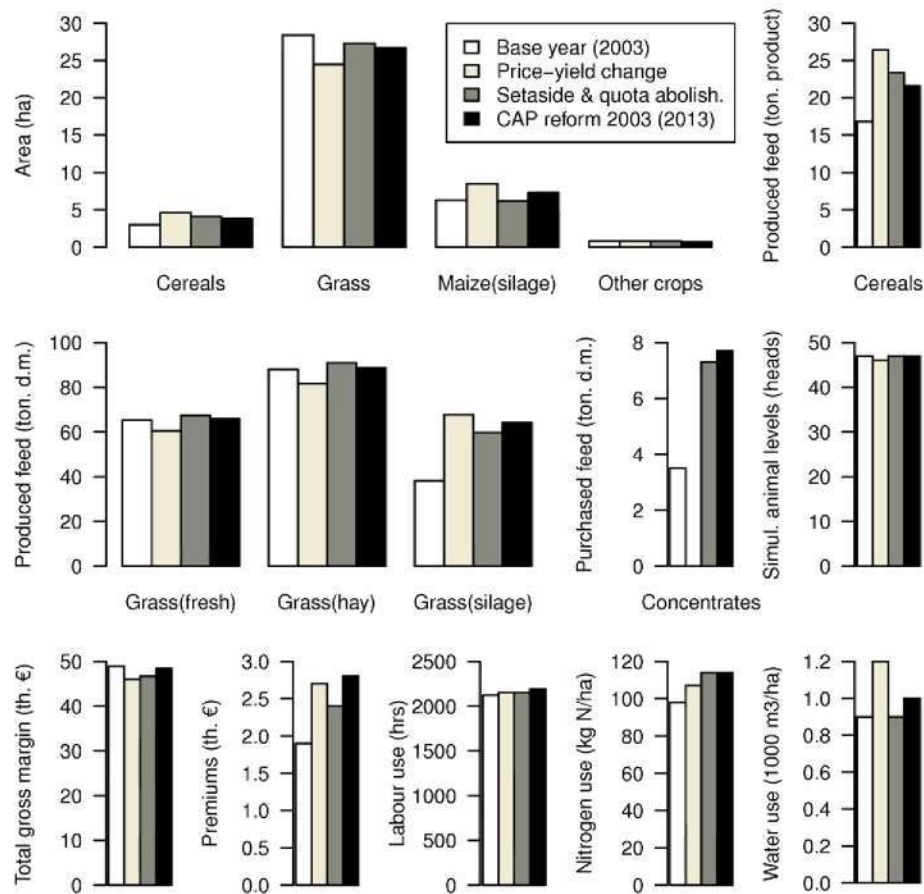 Area (ha)
30
25
20
15
10
5
0
Cereals
Grass
Maize(silage)
Other crops
Base year (2003)
Price-yield change
Setaside & quota abolish.
CAP reform 2003 (2013)
Produced feed (ton. product)
30
25
20
15
10
5
0
Cereals
Produced feed (ton. d.m.)
100
80
60
40
20
0
Grass(fresh)
Grass(hay)
Grass(silage)
Purchased feed (ton. d.m.)
8
6
4
2
0
Concentrates
Simul. animal levels (heads)
50
40
30
20
10
0
Total gross margin (th. €)
50
40
30
20
10
0
Premiums (th. €)
3.0
2.5
2.0
1.5
1.0
0.5
0.0
Labour use (hrs)
2500
2000
1500
1000
500
0
Nitrogen use (kg N/ha)
120
100
80
60
40
20
0
Water use (1000 m3/ha)
1.2
1.0
0.8
0.6
0.4
0.2
0.0